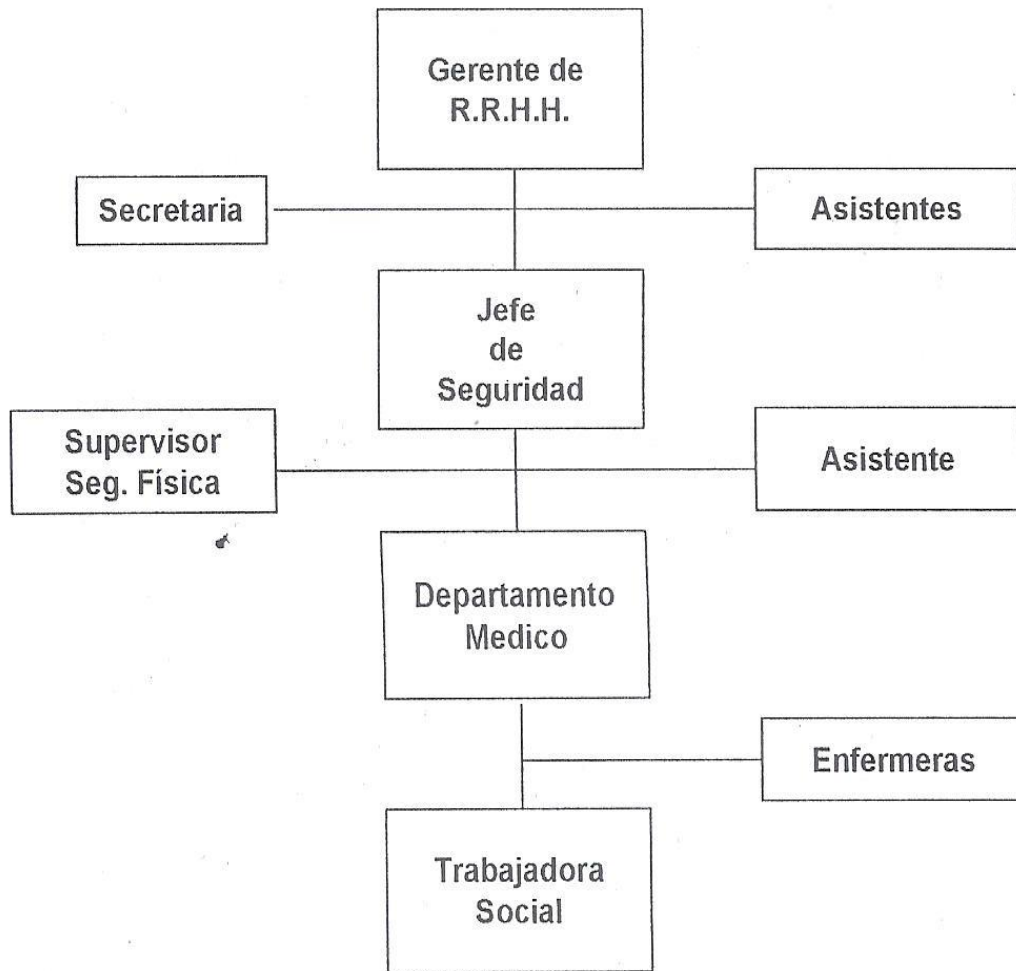 Gerente de
R.R.H.H.
Secretaria
Asistentes
Jefe
de
Seguridad
Supervisor
Seg. Física
Asistente
Departamento
Medico
Enfermeras
Trabajadora
Social